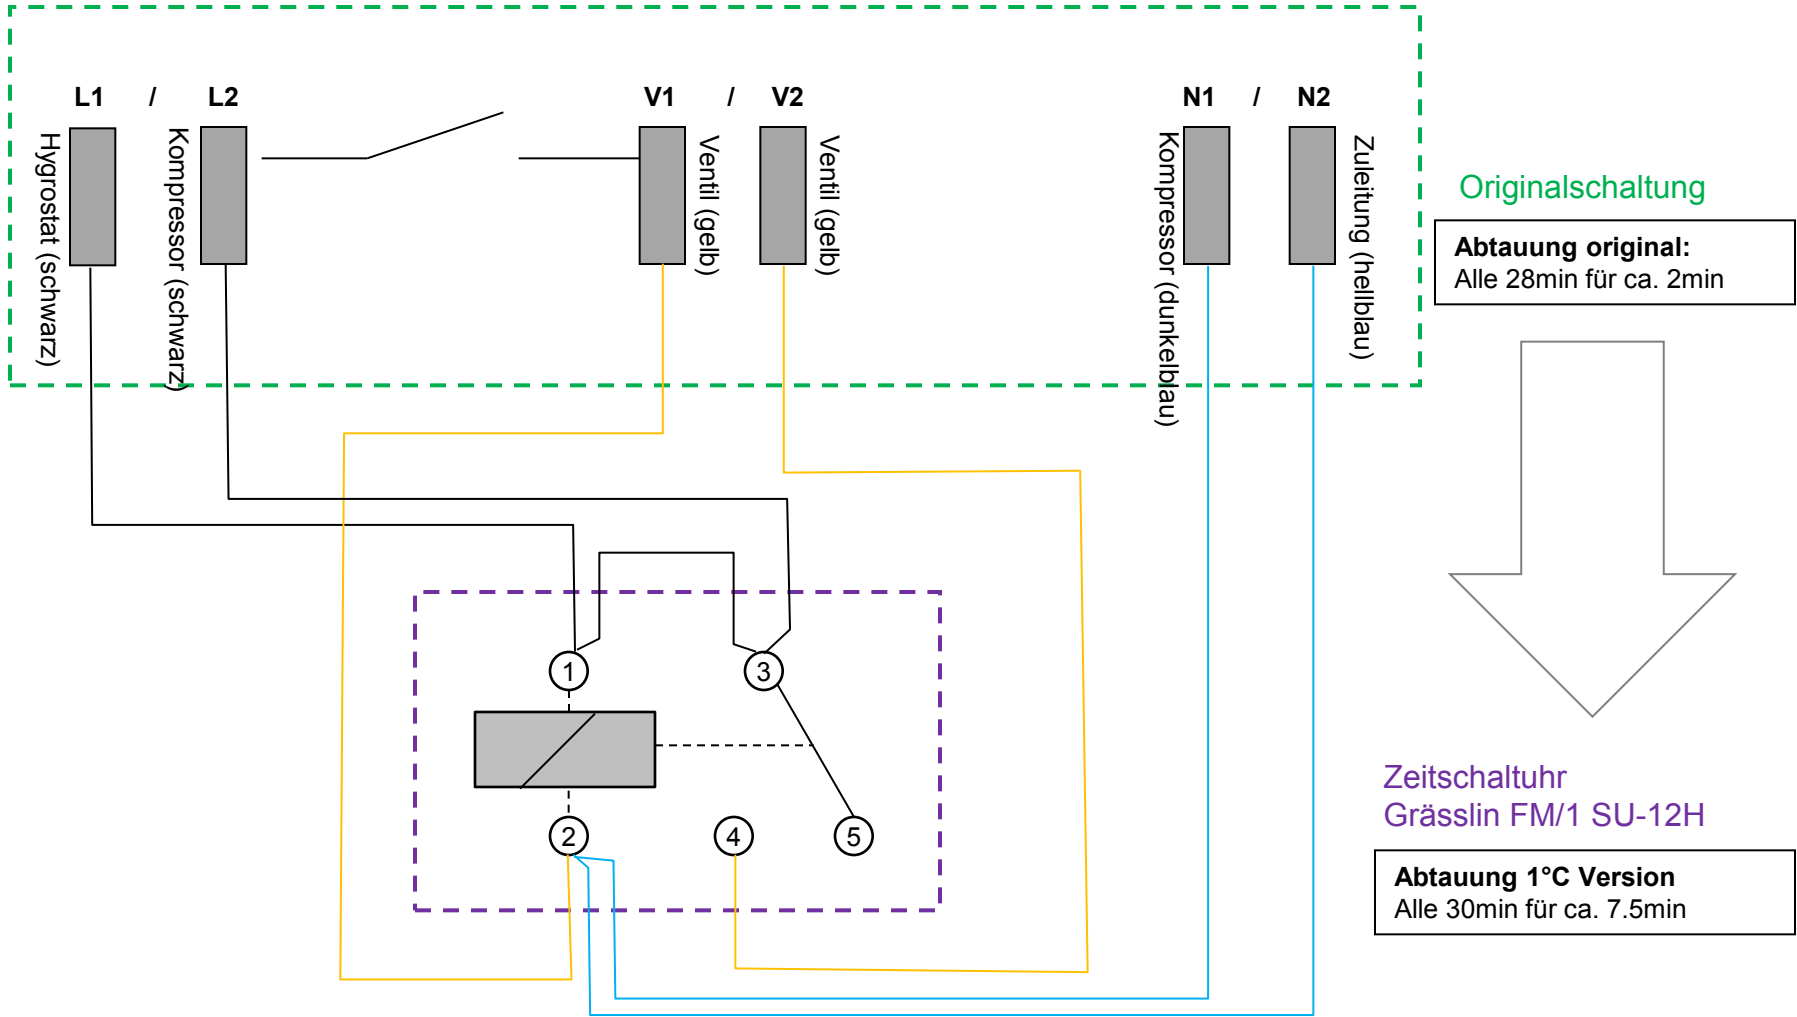 L1 / L2
V1 / V2
N1 / N2
Hygrostat (schwarz)
Kompressor (schwarz)
Ventil (gelb)
Ventil (gelb)
Kompressor (dunkelblau)
Zuleitung (hellblau)
Originalschaltung
Abtauung original:
Alle 28min für ca. 2min
1
3
2
4
5
Zeitschaltuhr
Grässlin FM/1 SU-12H
Abtauung 1°C Version
Alle 30min für ca. 7.5min